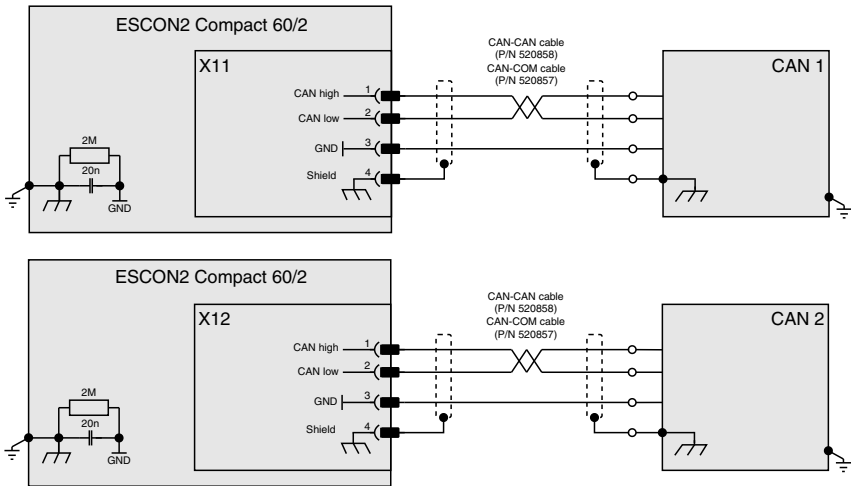 ESCON2 Compact 60/2
X11
CAN-CAN cable
(P/N 520858)
CAN-COM cable
(P/N 520857)
CAN 1
CAN high 1
CAN low 2
GND 3
Shield 4
2M
20n
GND
ESCON2 Compact 60/2
X12
CAN-CAN cable
(P/N 520858)
CAN-COM cable
(P/N 520857)
CAN 2
CAN high 1
CAN low 2
GND 3
Shield 4
2M
20n
GND